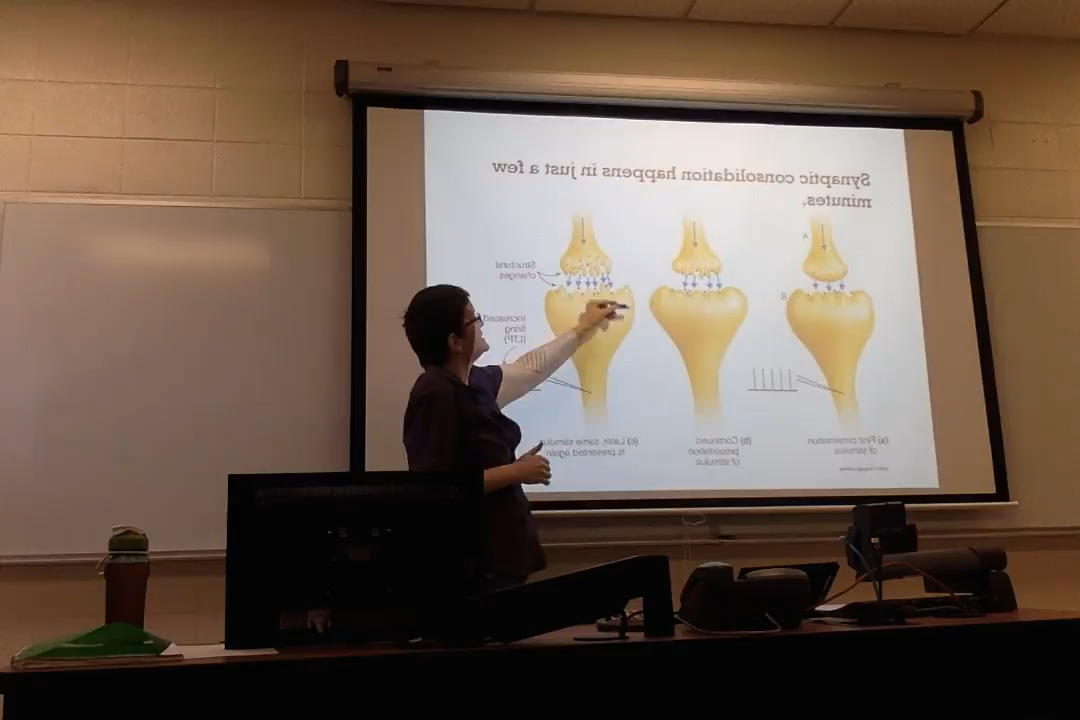 Synaptic consolidation happens in just a few
minutes.
A
B
Structural
changes
Increased
firing
(LTP)
(a) First presentation
of stimulus
(b) Continued
presentation
of stimulus
(c) Later, same stimulus
is presented again